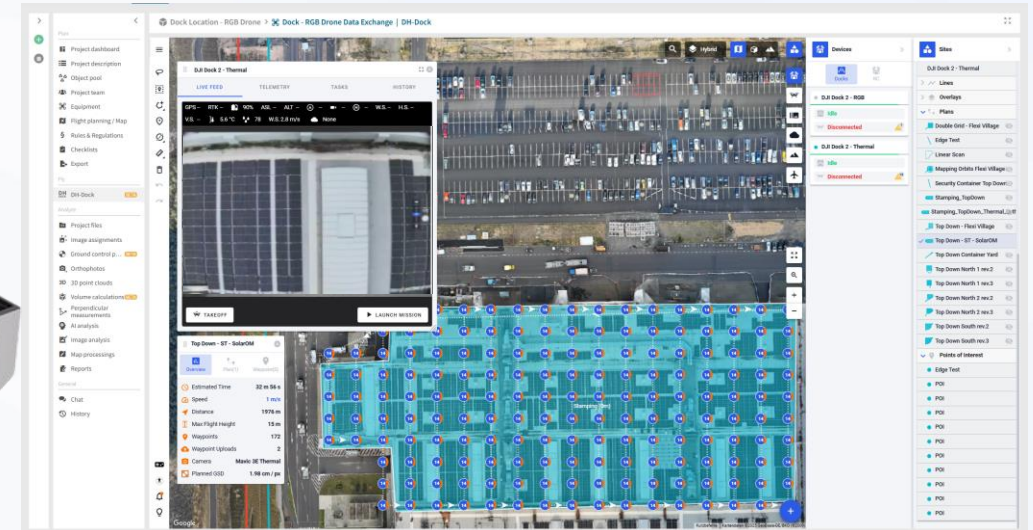 Dock Location - RGB Drone > Dock - RGB Drone Data Exchange | DH-Dock
Plan
Project dashboard
Project description
Object pool
Project team
Equipment
Flight planning / Map
Rules & Regulations
Checklists
Export
Fly
DH-Dock
Analyze
Project files
Image assignments
Ground control p...
Orthophotos
3D 3D point clouds
Volume calculations
Perpendicular
measurements
AI analysis
Image analysis
Map processings
Reports
General
Chat
History
Hybrid
DJI Dock 2 - Thermal
LIVE FEED TELEMETRY TASKS HISTORY
GPS -- RTK -- 90% ASL -- ALT -- W.S. -- H.S. --
V.S. -- 5.6 °C 78 W.S. 2.8 m/s None
TAKEOFF
LAUNCH MISSION
Top Down - ST - SolarOM
Overview
Estimated Time 32 m 56 s
Speed 1 m/s
Distance 1976 m
Max Flight Height 15 m
Waypoints 172
Waypoint Uploads 2
Camera Mavic 3E Thermal
Planned GSD 1.98 cm / px
Google
Devices
Docks
RC
DJI Dock 2 - RGB
Idle
Disconnected
DJI Dock 2 - Thermal
Idle
Disconnected
Sites
DJI Dock 2 - Thermal
Lines
Overlays
Plans
Double Grid - Flexi Village
Edge Test
Linear Scan
Mapping Orbits Flexi Village
Security Container Top Down
Stamping_TopDown
Stamping_TopDown_Thermal_
Top Down - Flexi Village
Top Down - ST - SolarOM
Top Down Container Yard
Top Down North 1 rev.2
Top Down North 1 rev.3
Top Down North 2 rev.2
Top Down North 2 rev.3
Top Down South rev.2
Top Down South rev.3
Points of Interest
Edge Test
POI
POI
POI
POI
POI
POI
POI
POI
POI